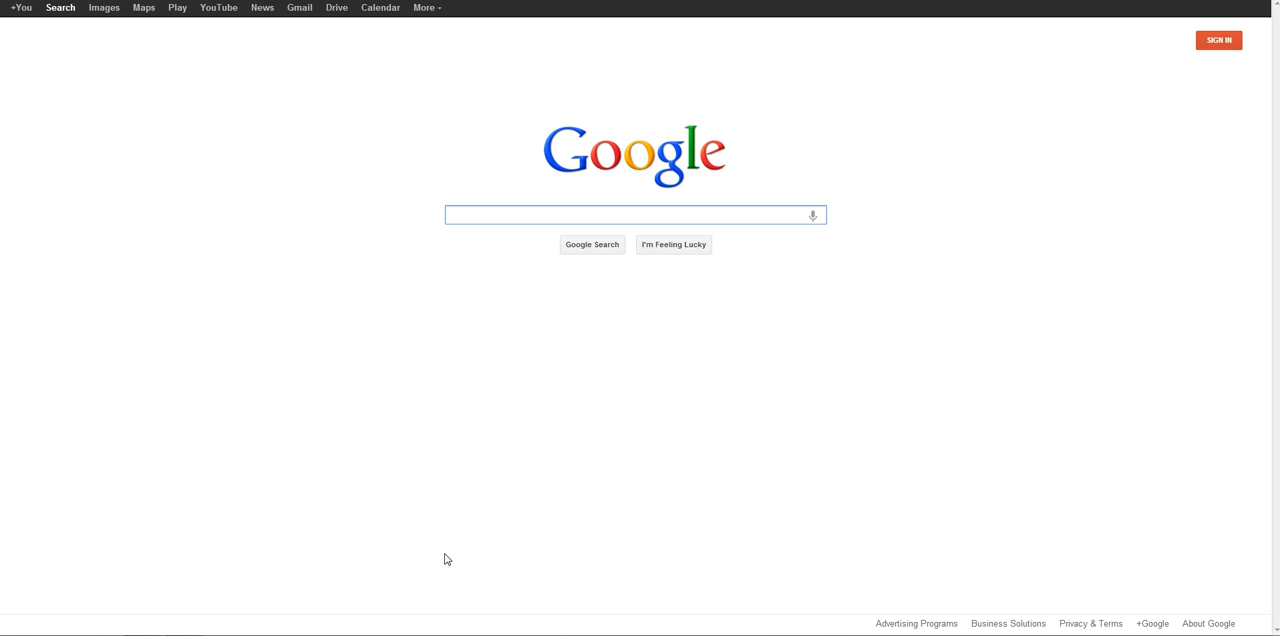 +You Search Images Maps Play YouTube News Gmail Drive Calendar More
SIGN IN
Google
Google Search I'm Feeling Lucky
Advertising Programs Business Solutions Privacy & Terms +Google About Google